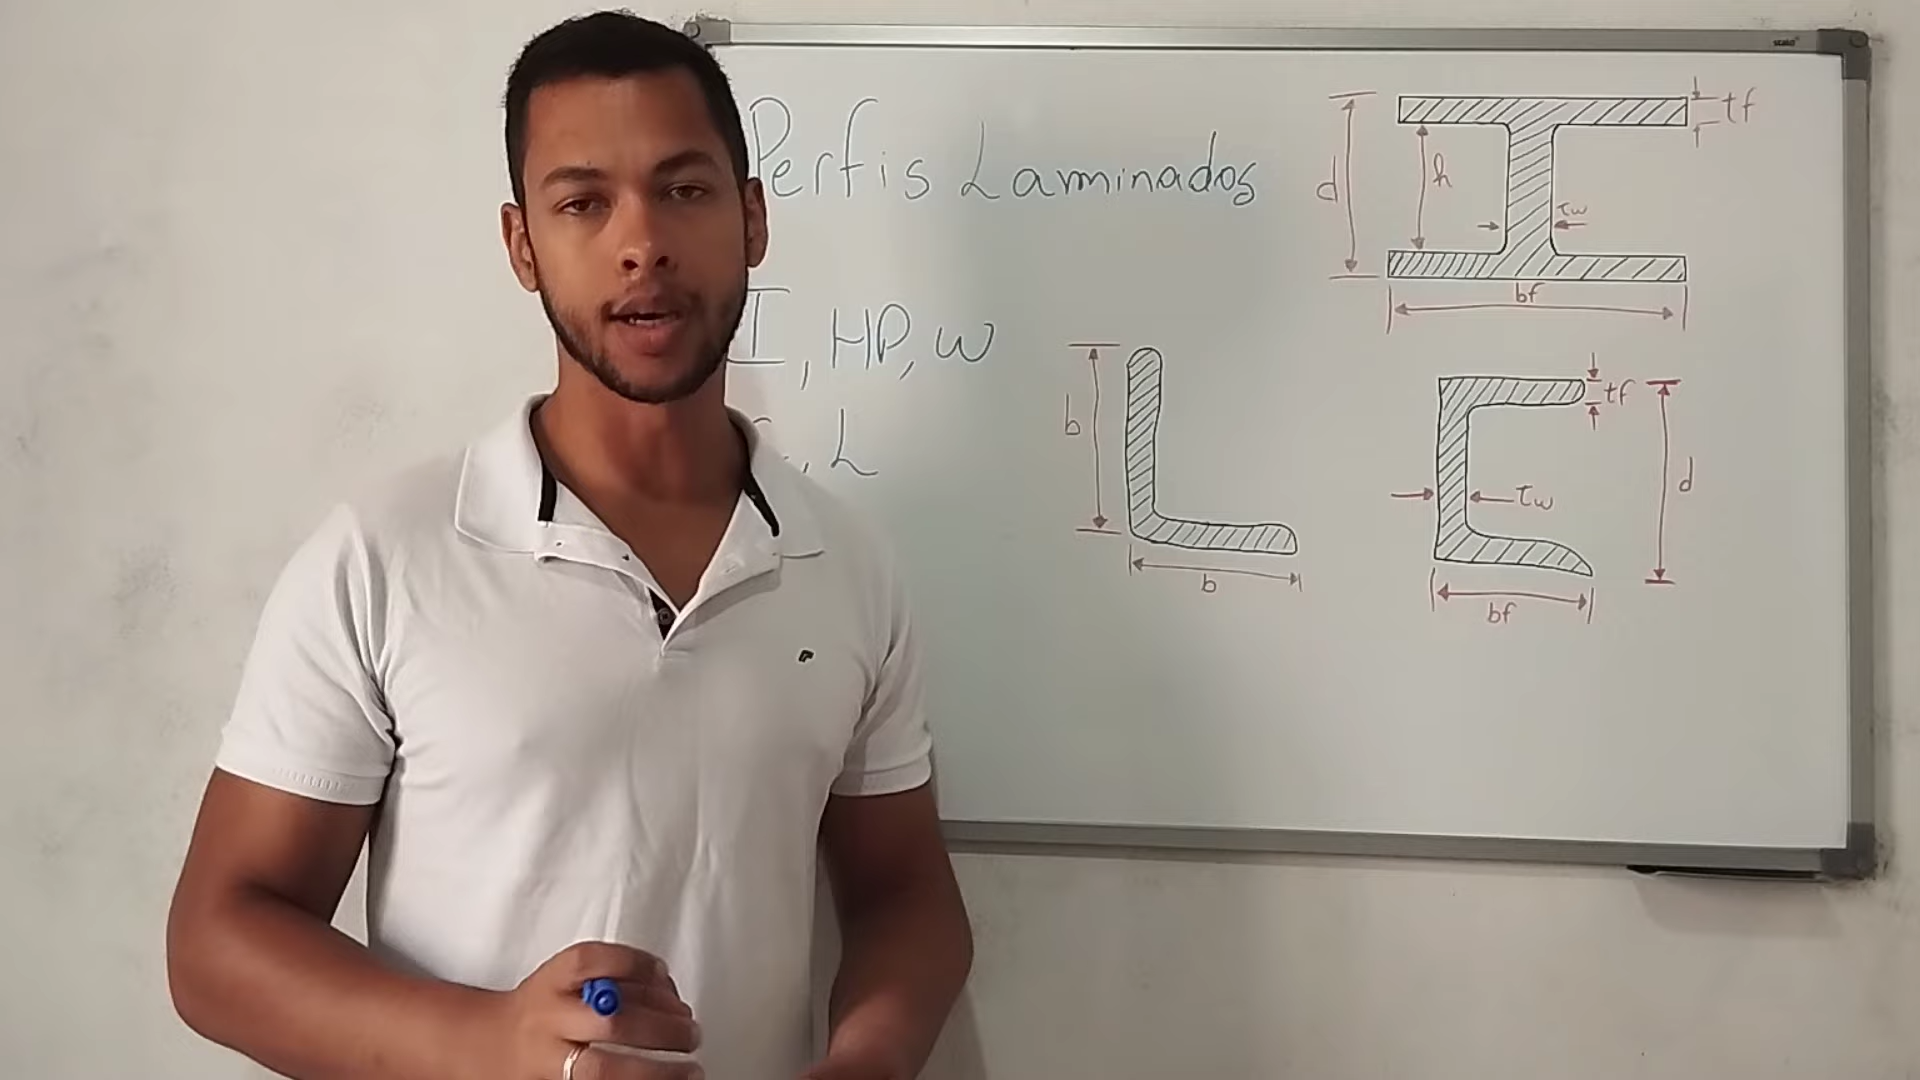 Perfis Laminados
I, HP, W
, L
d
h
tf
tw
bf
b
b
tf
tw
d
bf